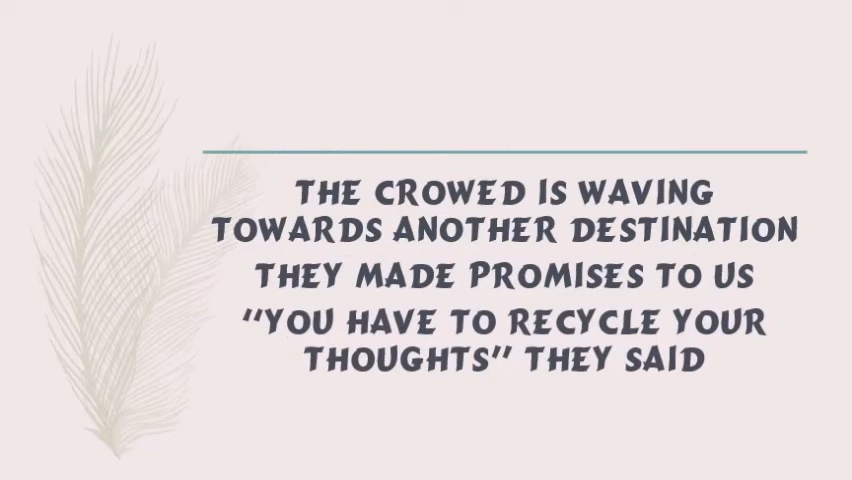 THE CROWED IS WAVING
TOWARDS ANOTHER DESTINATION
THEY MADE PROMISES TO US
“YOU HAVE TO RECYCLE YOUR
THOUGHTS” THEY SAID